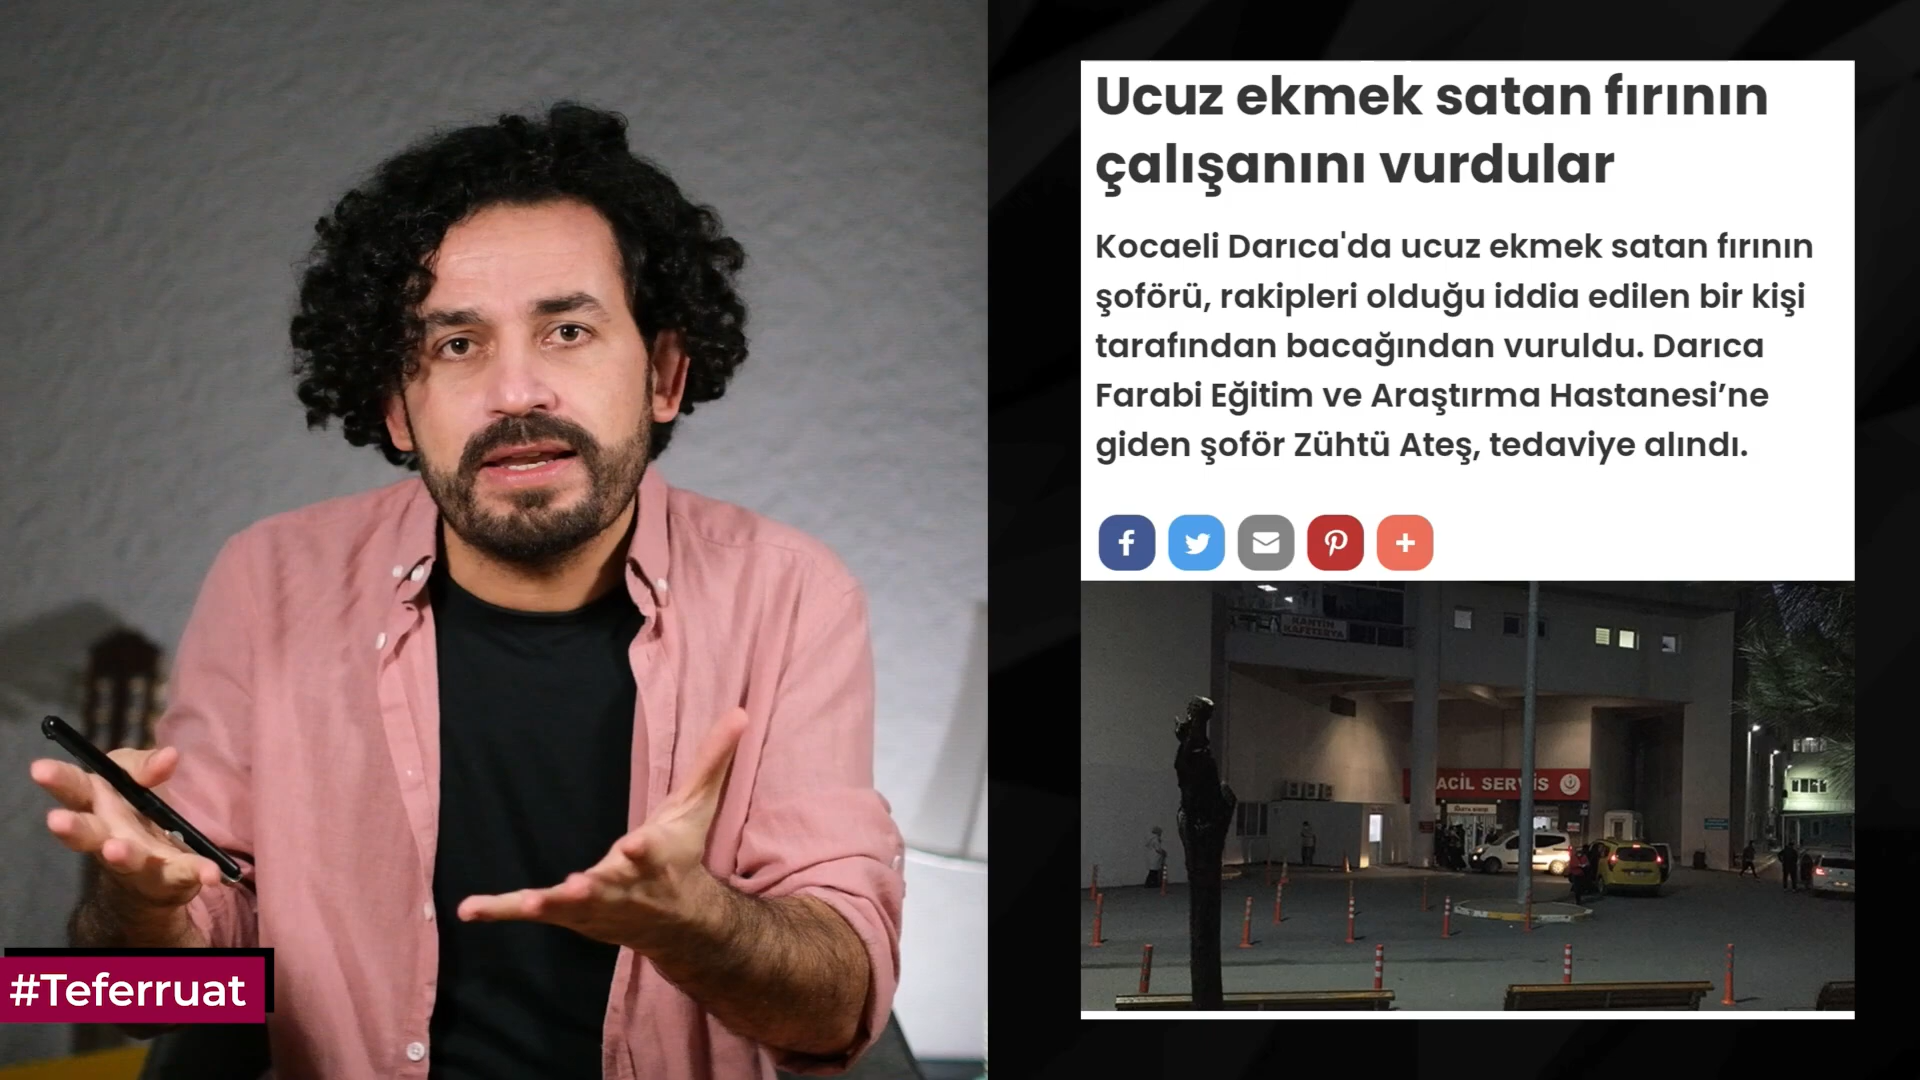 Ucuz ekmek satan fırının
çalışanını vurdular
Kocaeli Darıca'da ucuz ekmek satan fırının
şoförü, rakipleri olduğu iddia edilen bir kişi
tarafından bacağından vuruldu. Darıca
Farabi Eğitim ve Araştırma Hastanesi’ne
giden şoför Zühtü Ateş, tedaviye alındı.
KANTİN
KAFETERYA
ACİL SERVİS
#Teferruat